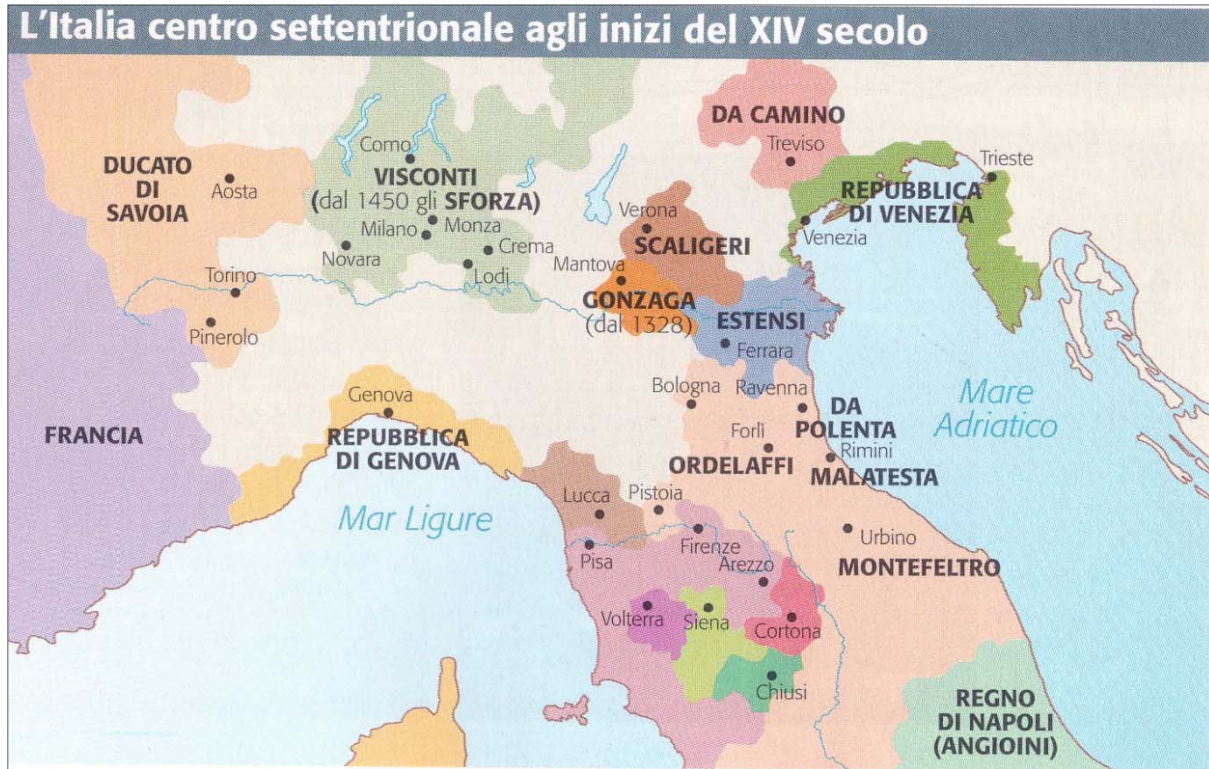 L'Italia centro settentrionale agli inizi del XIV secolo
DA CAMINO
Treviso
Como
VISCONTI
(dal 1450 gli SFORZA)
DUCATO
DI
SAVOIA
Aosta
Trieste
REPUBBLICA
DI VENEZIA
Venezia
Verona
SCALIGERI
Milano
Monza
Crema
Novara
Lodi
Mantova
GONZAGA
(dal 1328)
Torino
Pinerolo
ESTENSI
Ferrara
Genova
REPUBBLICA
DI GENOVA
FRANCIA
Bologna
Ravenna
DA
POLENTA
Forlì
Rimini
ORDELAFFI
MALATESTA
Mare
Adriatico
Mar Ligure
Lucca
Pistoia
Pisa
Firenze
Arezzo
Urbino
MONTEFELTRO
Volterra
Siena
Cortona
Chiusi
REGNO
DI NAPOLI
(ANGIOINI)